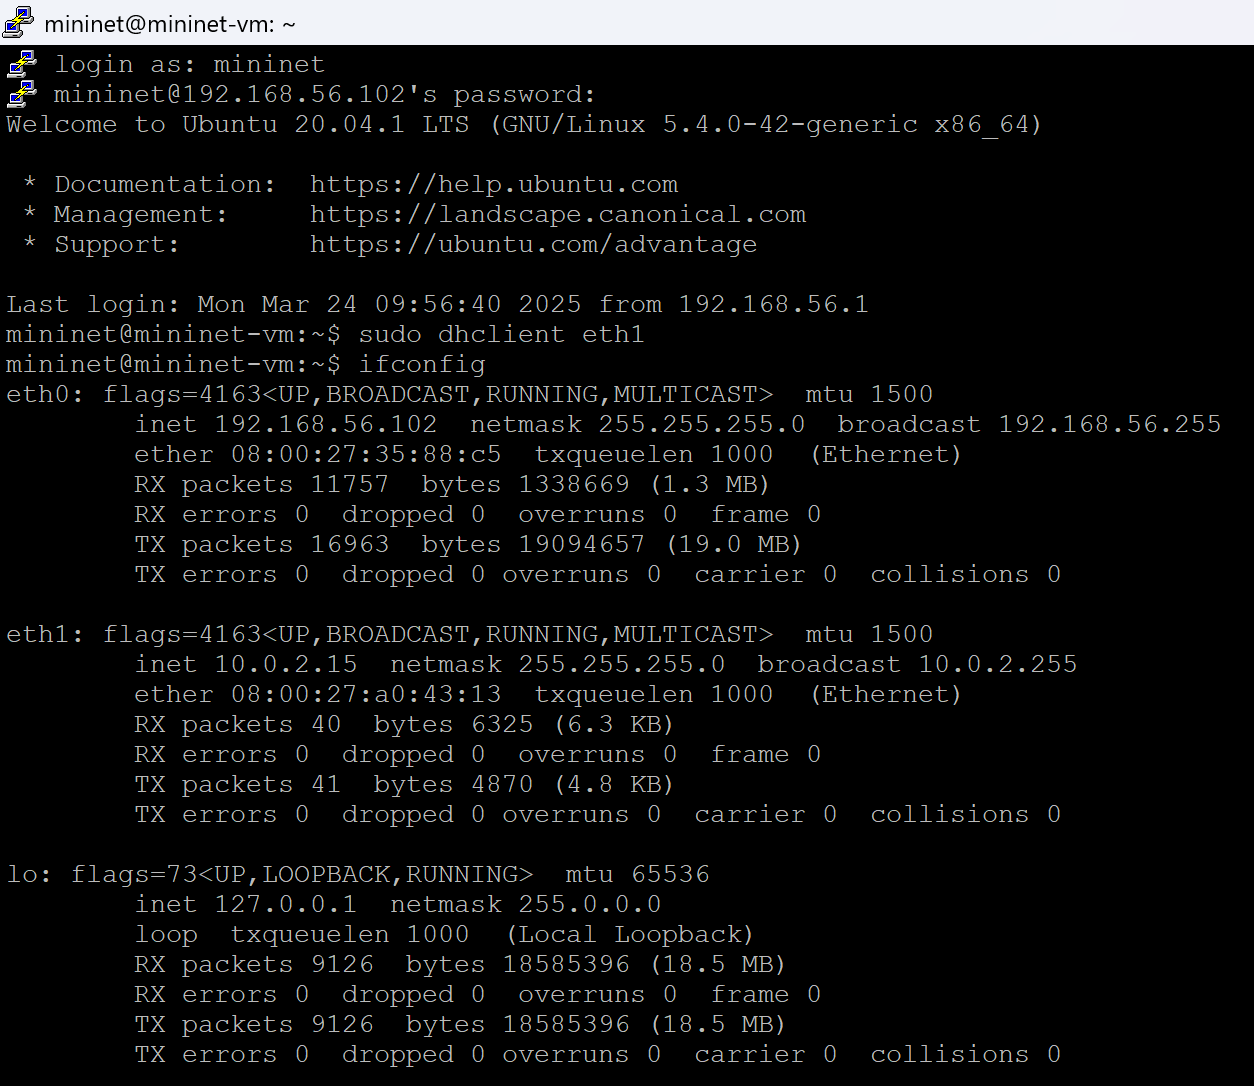 mininet@mininet-vm: ~
login as: mininet
mininet@192.168.56.102's password:
Welcome to Ubuntu 20.04.1 LTS (GNU/Linux 5.4.0-42-generic x86_64)
* Documentation:  https://help.ubuntu.com
* Management:     https://landscape.canonical.com
* Support:        https://ubuntu.com/advantage
Last login: Mon Mar 24 09:56:40 2025 from 192.168.56.1
mininet@mininet-vm:~$ sudo dhclient eth1
mininet@mininet-vm:~$ ifconfig
eth0: flags=4163<UP,BROADCAST,RUNNING,MULTICAST>  mtu 1500
inet 192.168.56.102  netmask 255.255.255.0  broadcast 192.168.56.255
ether 08:00:27:35:88:c5  txqueuelen 1000  (Ethernet)
RX packets 11757  bytes 1338669 (1.3 MB)
RX errors 0  dropped 0  overruns 0  frame 0
TX packets 16963  bytes 19094657 (19.0 MB)
TX errors 0  dropped 0 overruns 0  carrier 0  collisions 0
eth1: flags=4163<UP,BROADCAST,RUNNING,MULTICAST>  mtu 1500
inet 10.0.2.15  netmask 255.255.255.0  broadcast 10.0.2.255
ether 08:00:27:a0:43:13  txqueuelen 1000  (Ethernet)
RX packets 40  bytes 6325 (6.3 KB)
RX errors 0  dropped 0  overruns 0  frame 0
TX packets 41  bytes 4870 (4.8 KB)
TX errors 0  dropped 0 overruns 0  carrier 0  collisions 0
lo: flags=73<UP,LOOPBACK,RUNNING>  mtu 65536
inet 127.0.0.1  netmask 255.0.0.0
loop  txqueuelen 1000  (Local Loopback)
RX packets 9126  bytes 18585396 (18.5 MB)
RX errors 0  dropped 0  overruns 0  frame 0
TX packets 9126  bytes 18585396 (18.5 MB)
TX errors 0  dropped 0 overruns 0  carrier 0  collisions 0